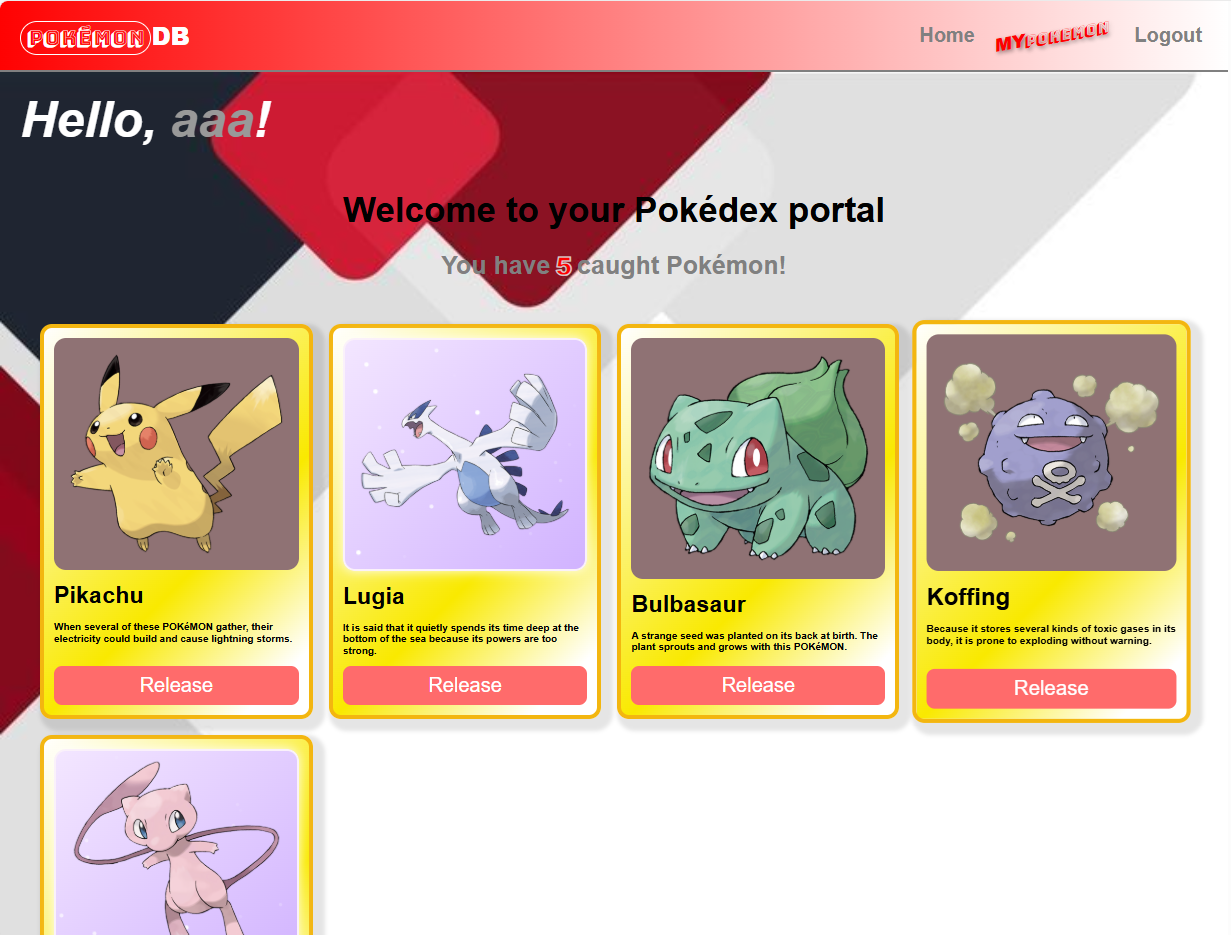 POKÉMON DB
Home
MYPOKEMON
Logout
Hello, aaa!
Welcome to your Pokédex portal
You have 5 caught Pokémon!
Pikachu
When several of these POKéMON gather, their
electricity could build and cause lightning storms.
Release
Lugia
It is said that it quietly spends its time deep at the
bottom of the sea because its powers are too
strong.
Release
Bulbasaur
A strange seed was planted on its back at birth. The
plant sprouts and grows with this POKéMON.
Release
Koffing
Because it stores several kinds of toxic gases in its
body, it is prone to exploding without warning.
Release